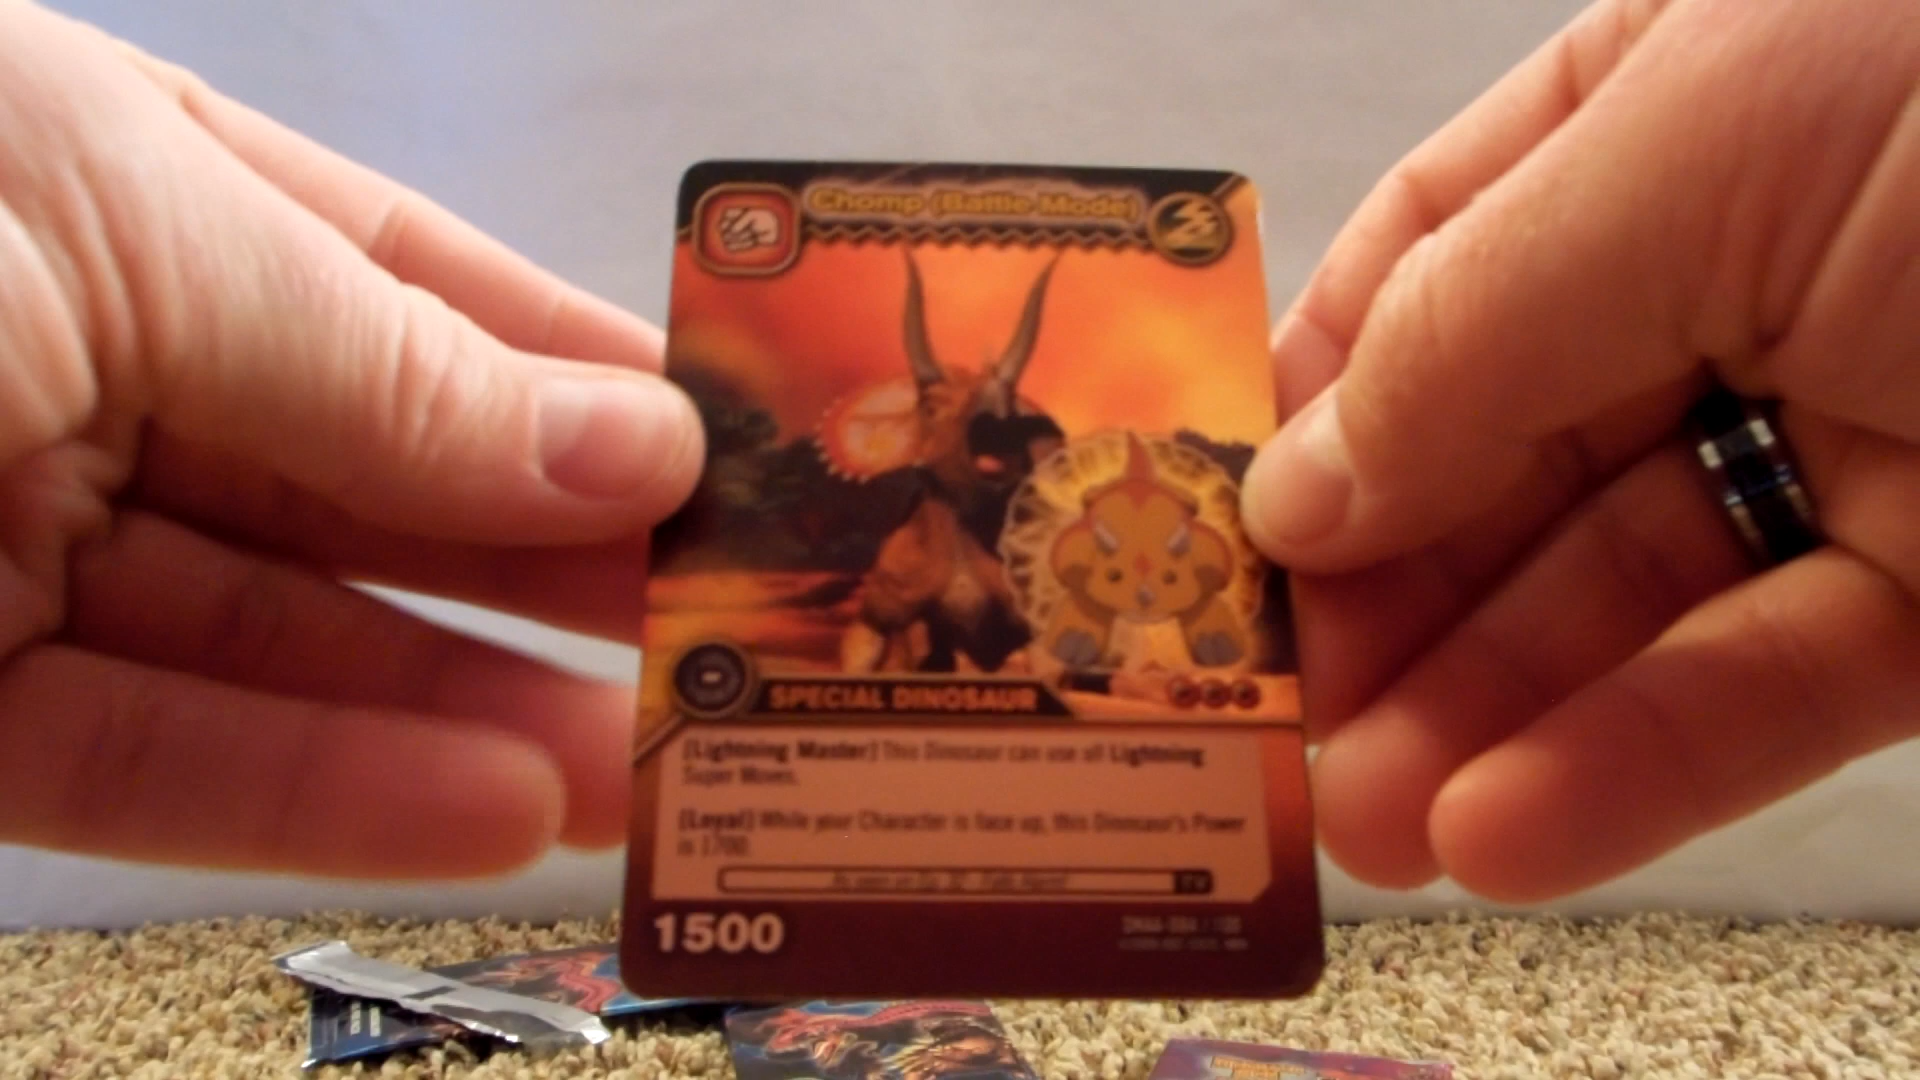 Chomp (Battle Mode)
SPECIAL DINOSAUR
[Lightning Master] This Dinosaur can use all Lightning
Super Moves.
[Loyal] While your Character is face up, this Dinosaur's Power
is 1700.
TV
1500